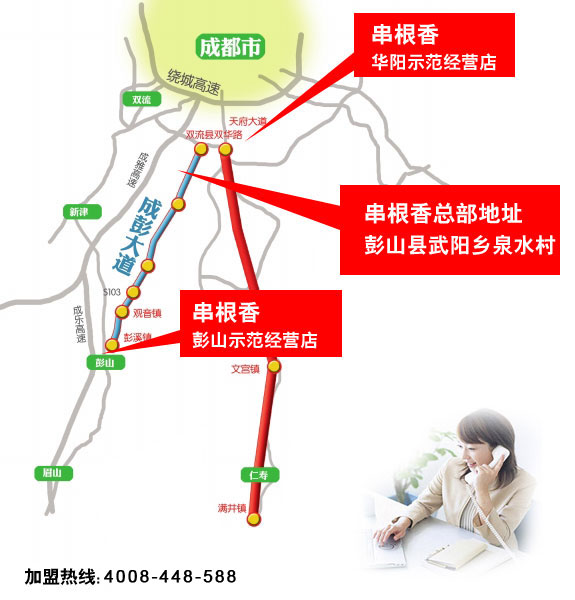 成都市
串根香
华阳示范经营店
绕城高速
双流
天府大道
双流县双华路
成雅高速
串根香总部地址
彭山县武阳乡泉水村
新津
成彭大道
S103
观音镇
成乐高速
串根香
彭山示范经营店
彭溪镇
彭山
文宫镇
眉山
仁寿
满井镇
加盟热线:4008-448-588